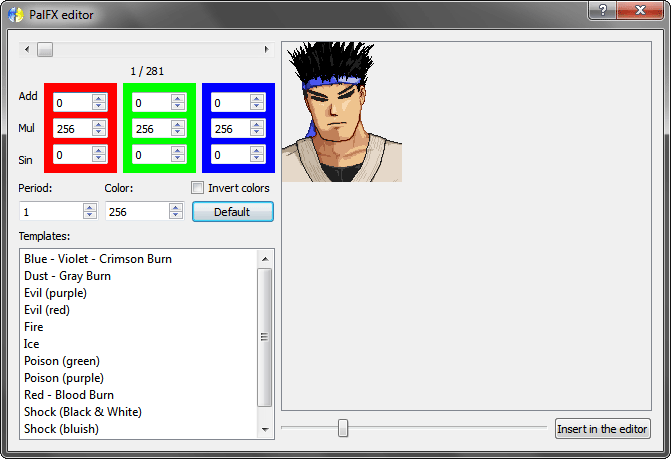 PalFX editor
1 / 281
Add 0 0 0
Mul 256 256 256
Sin 0 0 0
Period: Color: Invert colors
1 256 Default
Templates:
Blue - Violet - Crimson Burn
Dust - Gray Burn
Evil (purple)
Evil (red)
Fire
Ice
Poison (green)
Poison (purple)
Red - Blood Burn
Shock (Black & White)
Shock (bluish)
Insert in the editor